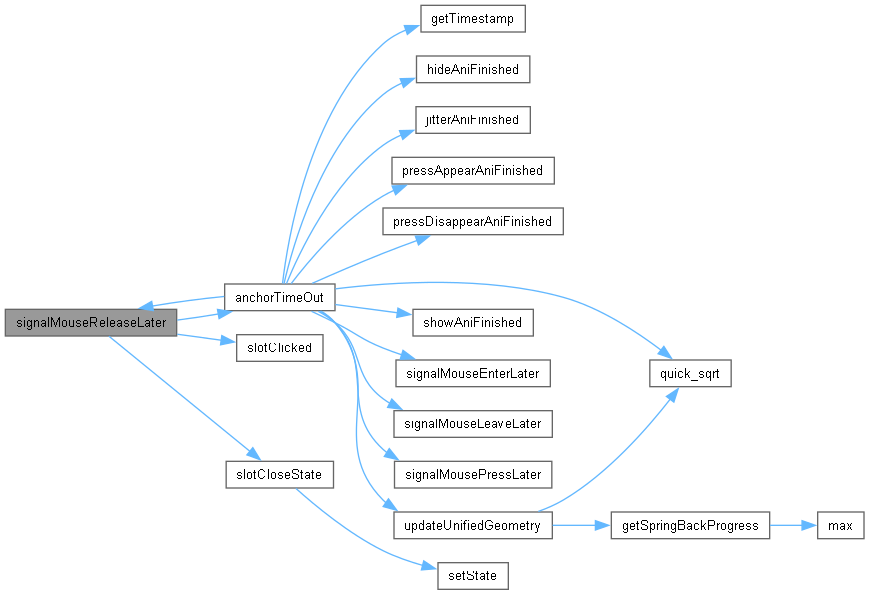 getTimestamp
hideAniFinished
jitterAniFinished
pressAppearAniFinished
pressDisappearAniFinished
anchorTimeOut
signalMouseReleaseLater
showAniFinished
slotClicked
signalMouseEnterLater
quick_sqrt
signalMouseLeaveLater
slotCloseState
signalMousePressLater
updateUnifiedGeometry
getSpringBackProgress
max
setState